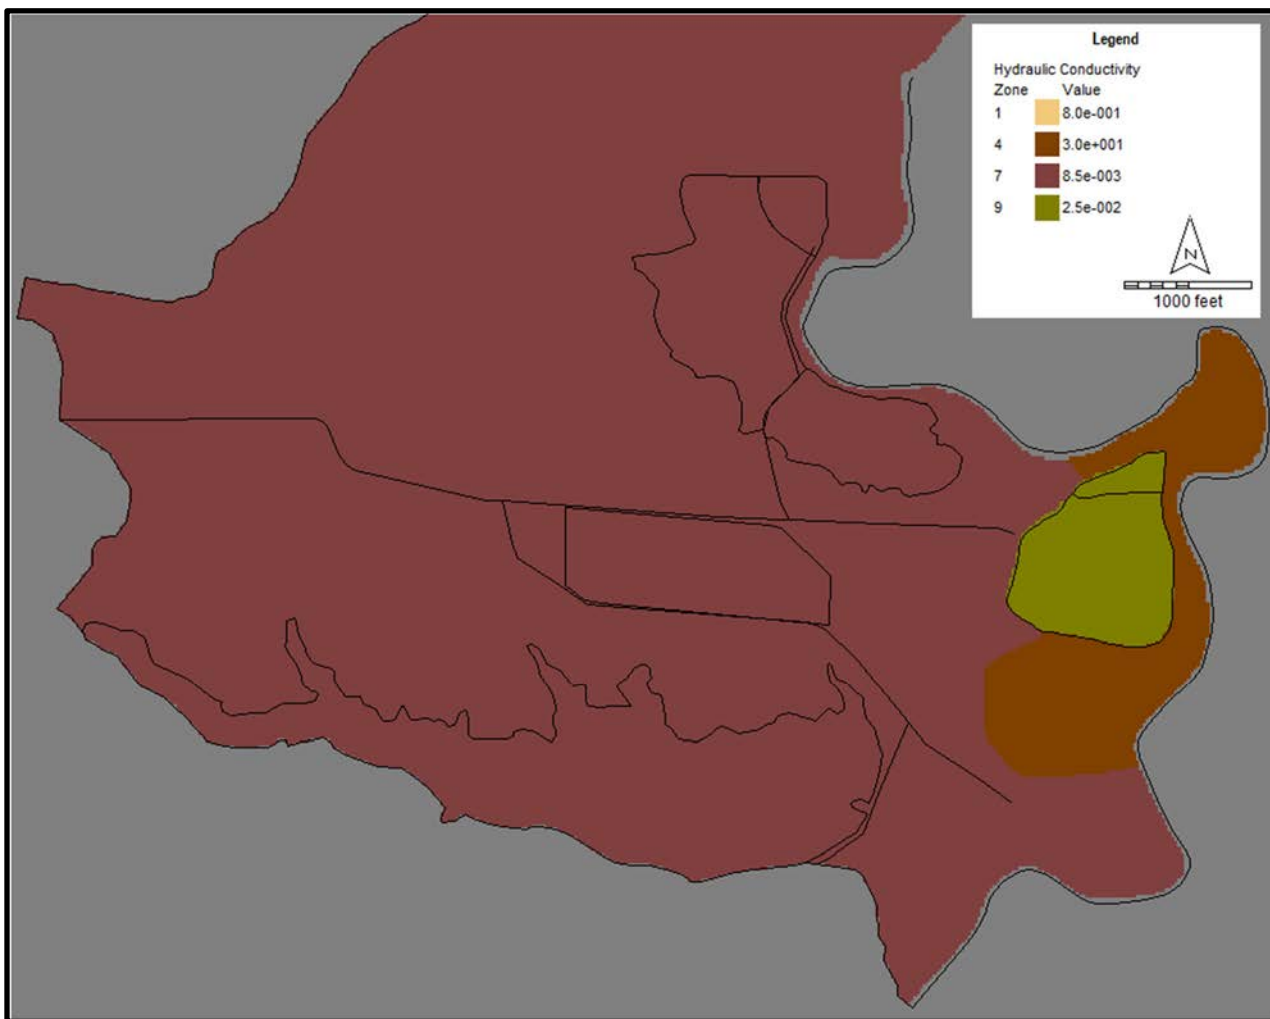 Legend
Hydraulic Conductivity
Zone Value
1 8.0e-001
4 3.0e+001
7 8.5e-003
9 2.5e-002
N
1000 feet